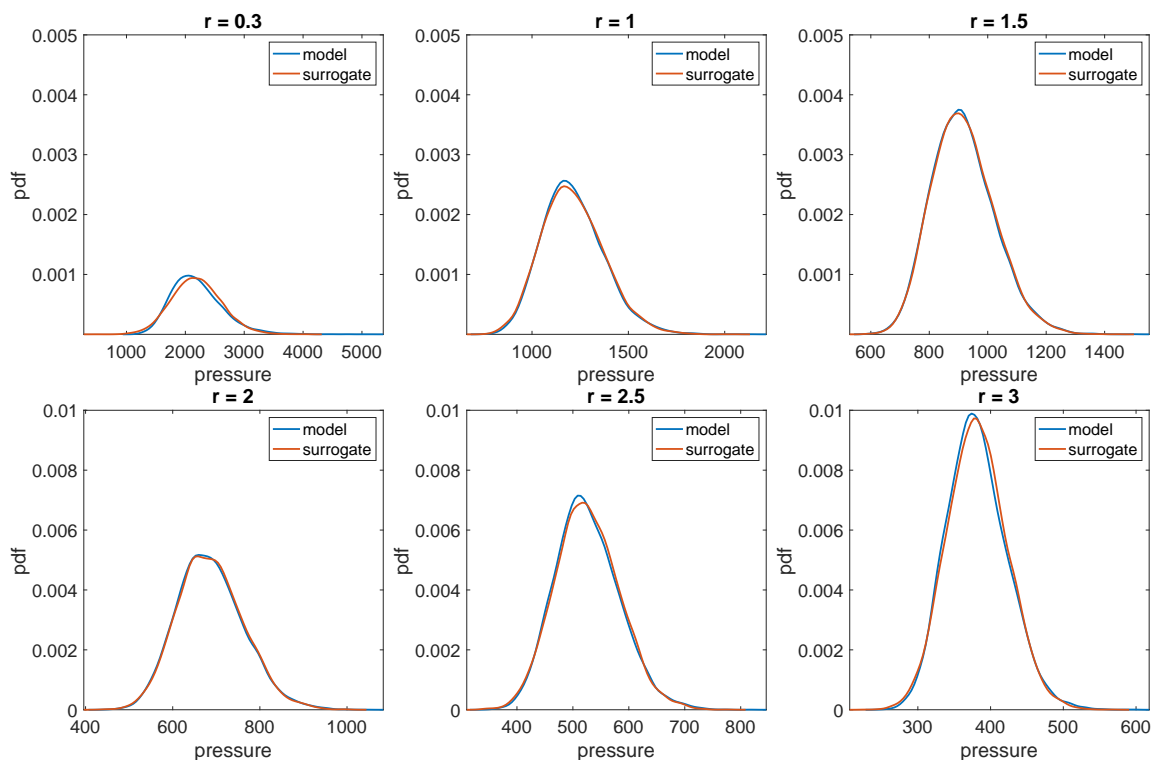 r = 0.3
0.005
0.004
0.003
0.002
0.001
pdf
1000 2000 3000 4000 5000
pressure
model
surrogate
r = 1
0.005
0.004
0.003
0.002
0.001
pdf
1000 1500 2000
pressure
model
surrogate
r = 1.5
0.005
0.004
0.003
0.002
0.001
pdf
600 800 1000 1200 1400
pressure
model
surrogate
r = 2
0.01
0.008
0.006
0.004
0.002
0
pdf
400 600 800 1000
pressure
model
surrogate
r = 2.5
0.01
0.008
0.006
0.004
0.002
0
pdf
400 500 600 700 800
pressure
model
surrogate
r = 3
0.01
0.008
0.006
0.004
0.002
0
pdf
300 400 500 600
pressure
model
surrogate